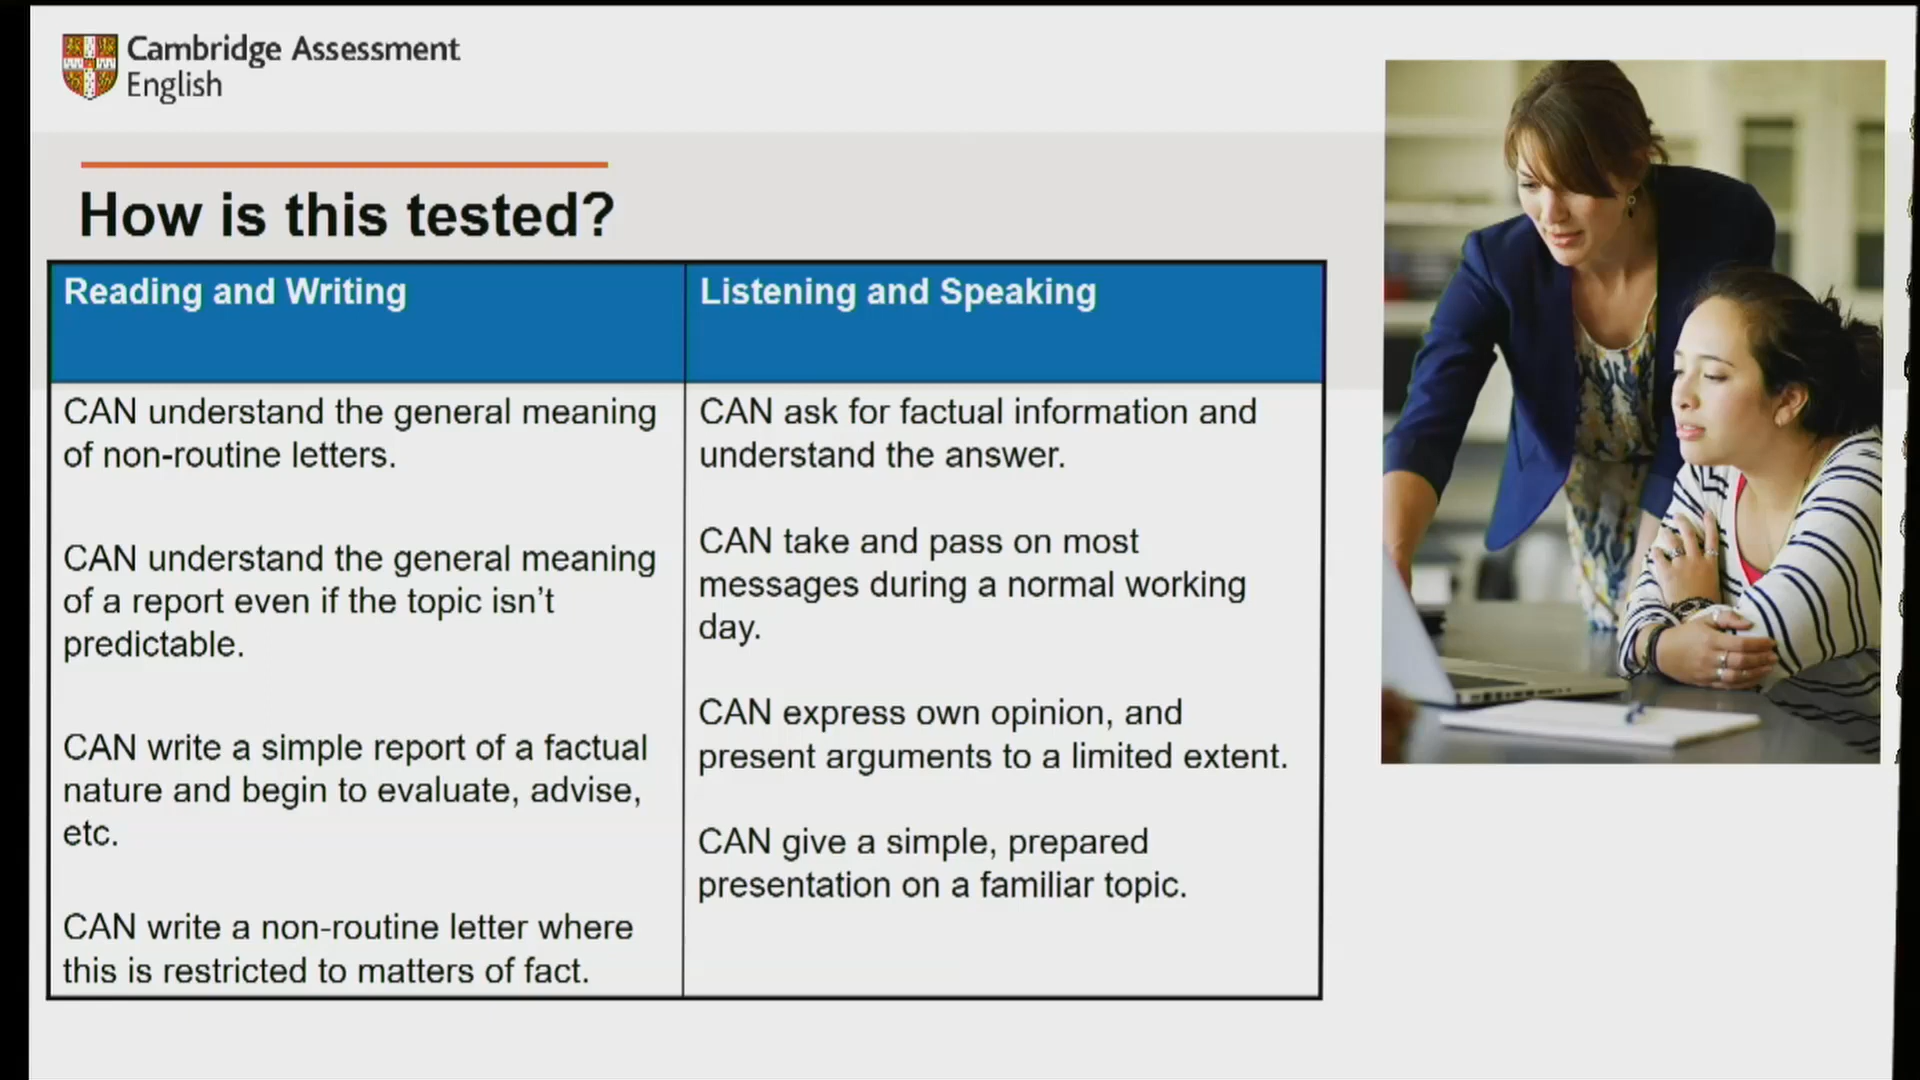 Cambridge Assessment
English
How is this tested?
Reading and Writing
Listening and Speaking
CAN understand the general meaning
of non-routine letters.
CAN understand the general meaning
of a report even if the topic isn’t
predictable.
CAN write a simple report of a factual
nature and begin to evaluate, advise,
etc.
CAN write a non-routine letter where
this is restricted to matters of fact.
CAN ask for factual information and
understand the answer.
CAN take and pass on most
messages during a normal working
day.
CAN express own opinion, and
present arguments to a limited extent.
CAN give a simple, prepared
presentation on a familiar topic.